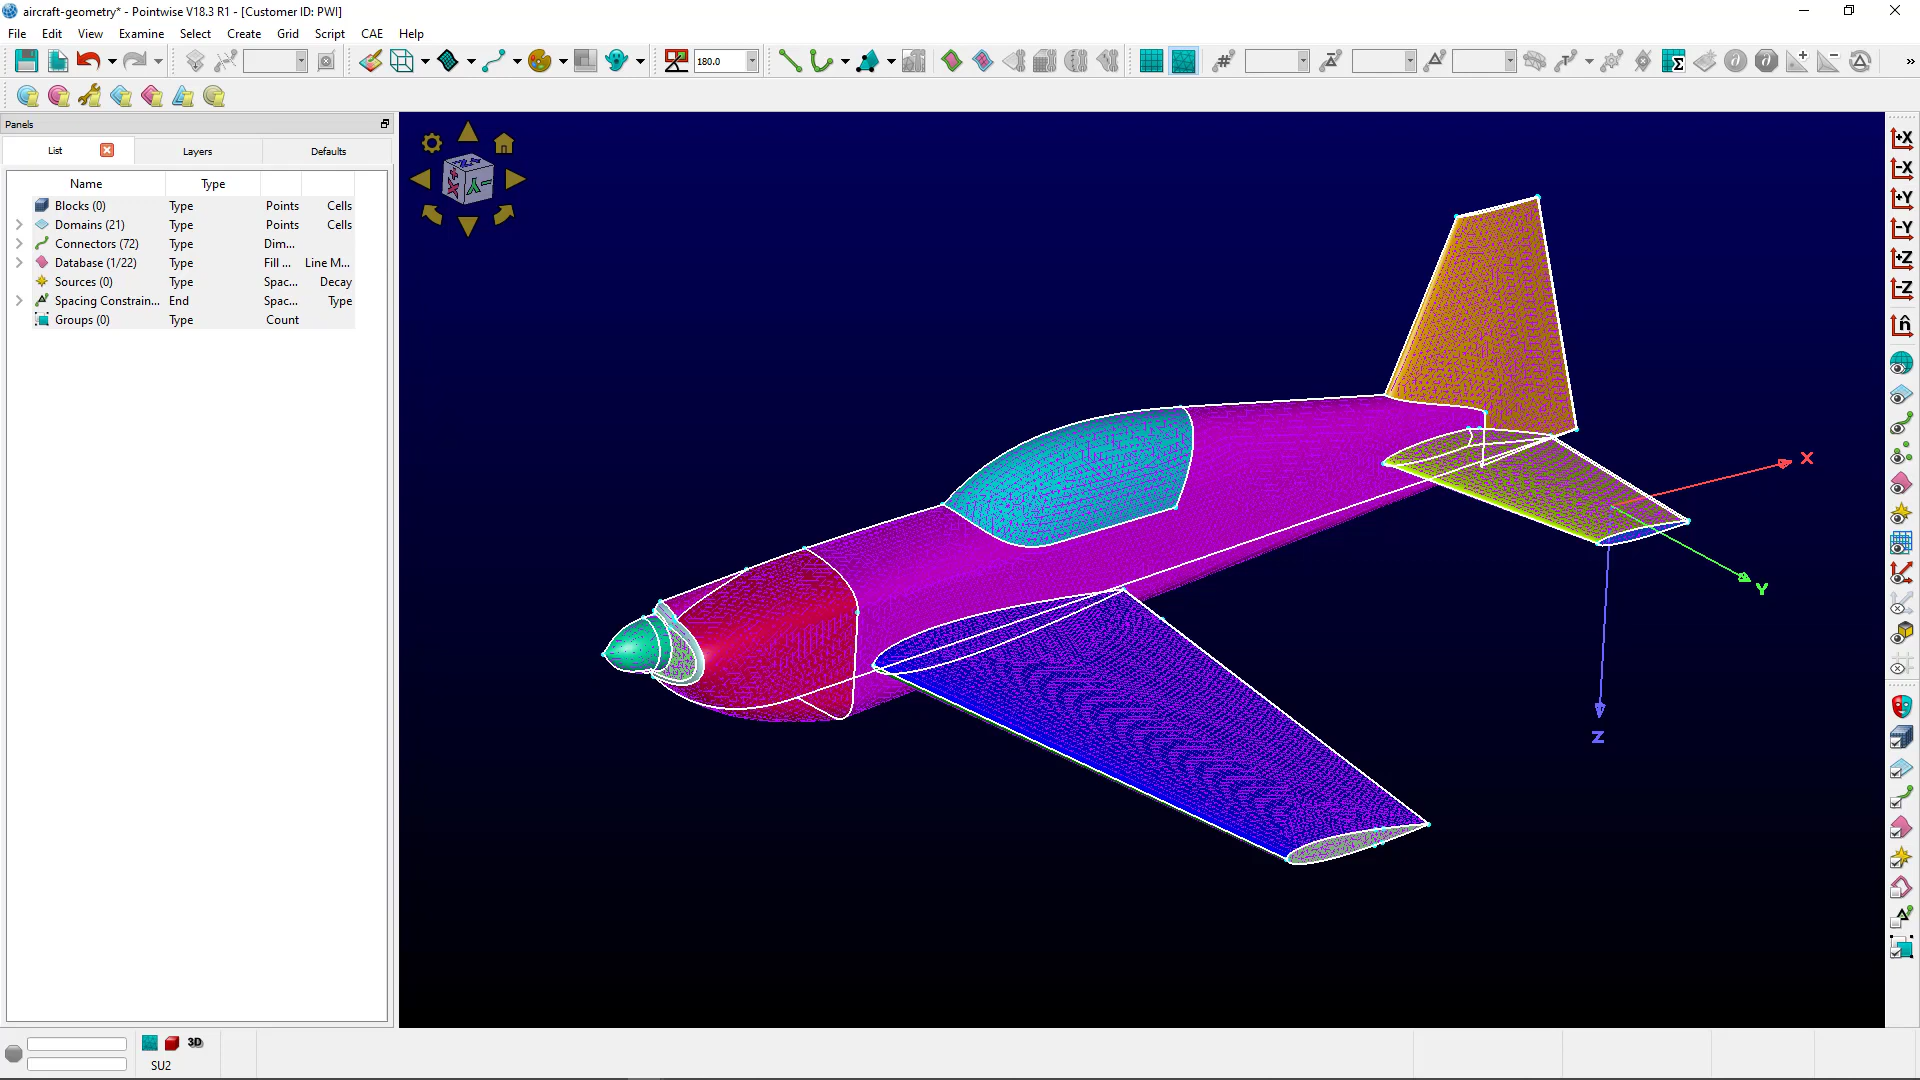 aircraft-geometry* - Pointwise V18.3 R1 - [Customer ID: PWI]
File Edit View Examine Select Create Grid Script CAE Help
180.0
Panels
List Layers Defaults
Name Type
Blocks (0) Type Points Cells
Domains (21) Type Points Cells
Connectors (72) Type Dim...
Database (1/22) Type Fill ... Line M...
Sources (0) Type Spac... Decay
Spacing Constrain... End Spac... Type
Groups (0) Type Count
X
Y
Z
+X
-X
+Y
-Y
+Z
-Z
n̂
3D
SU2